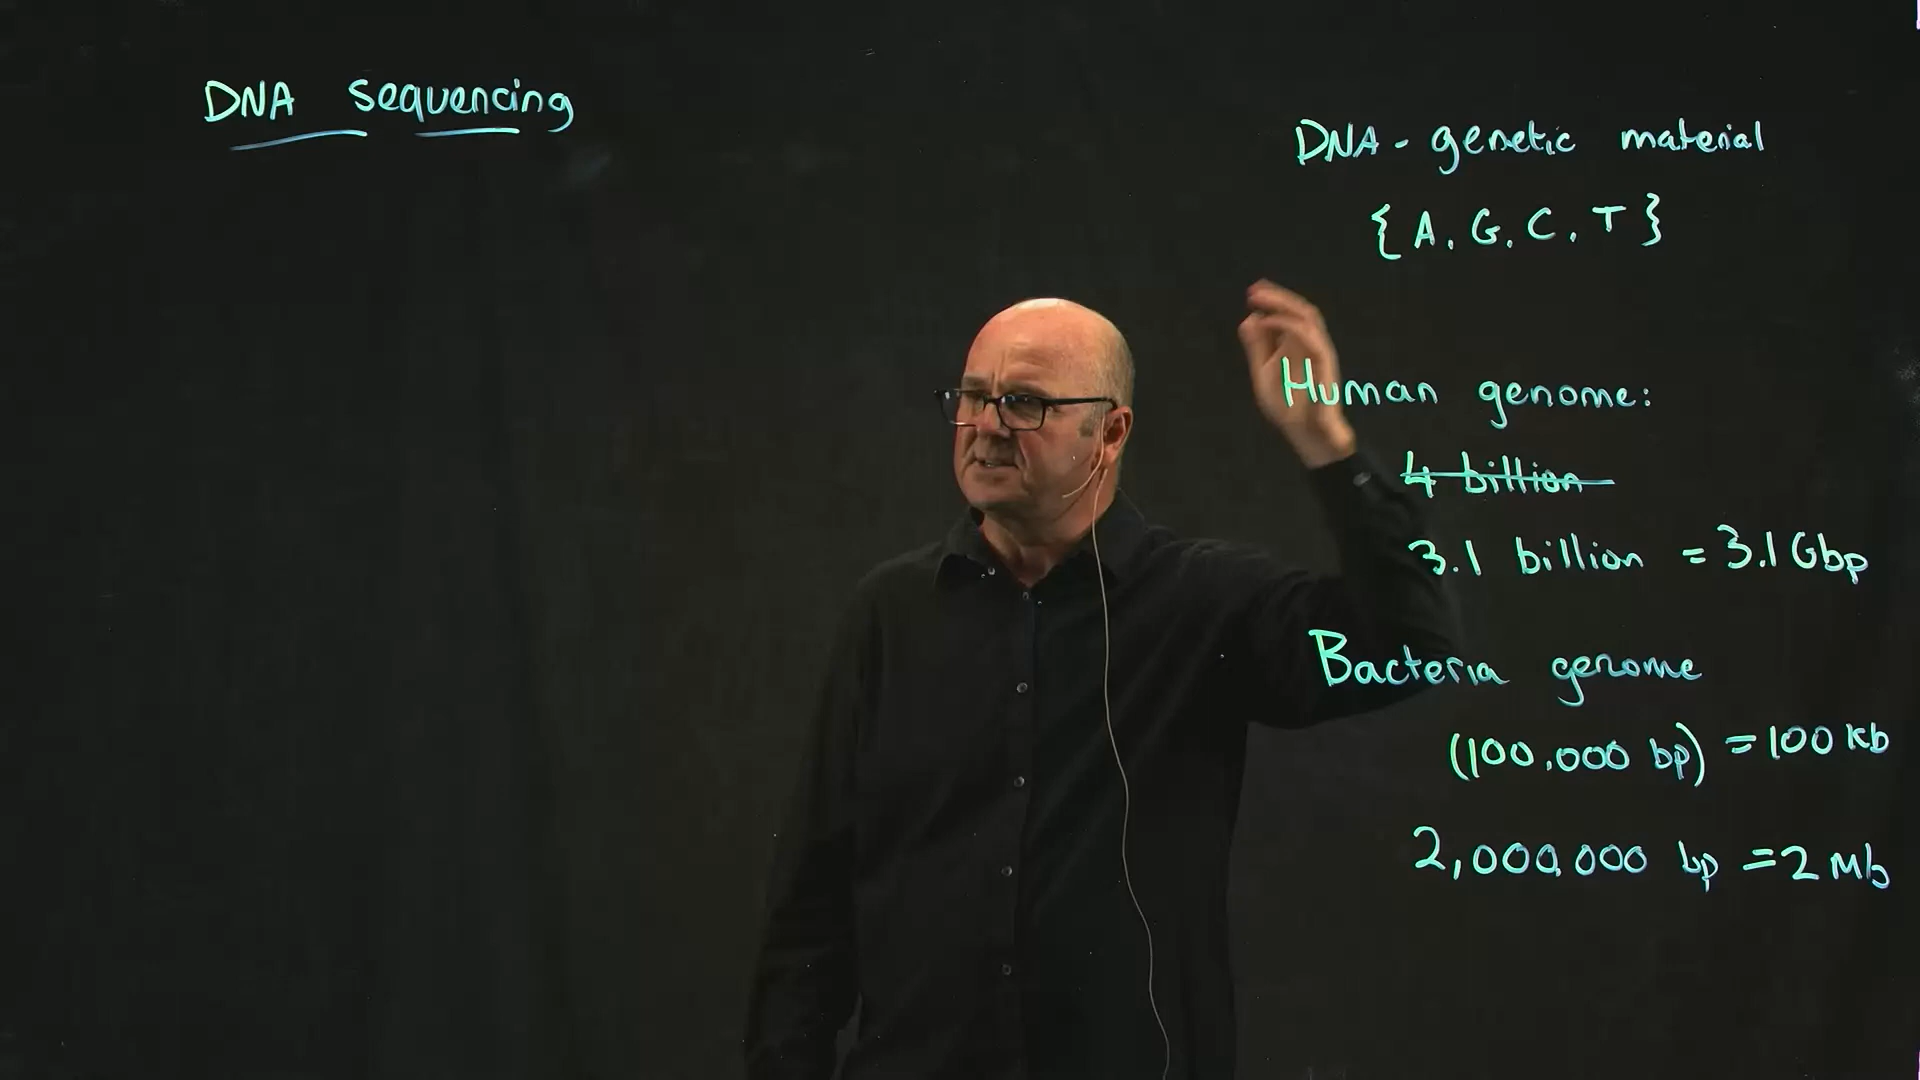 DNA sequencing
DNA - genetic material
{A, G, C, T}
Human genome:
4 billion
3.1 billion = 3.1 Gbp
Bacteria genome
(100,000 bp) = 100 kb
2,000,000 bp = 2 Mb